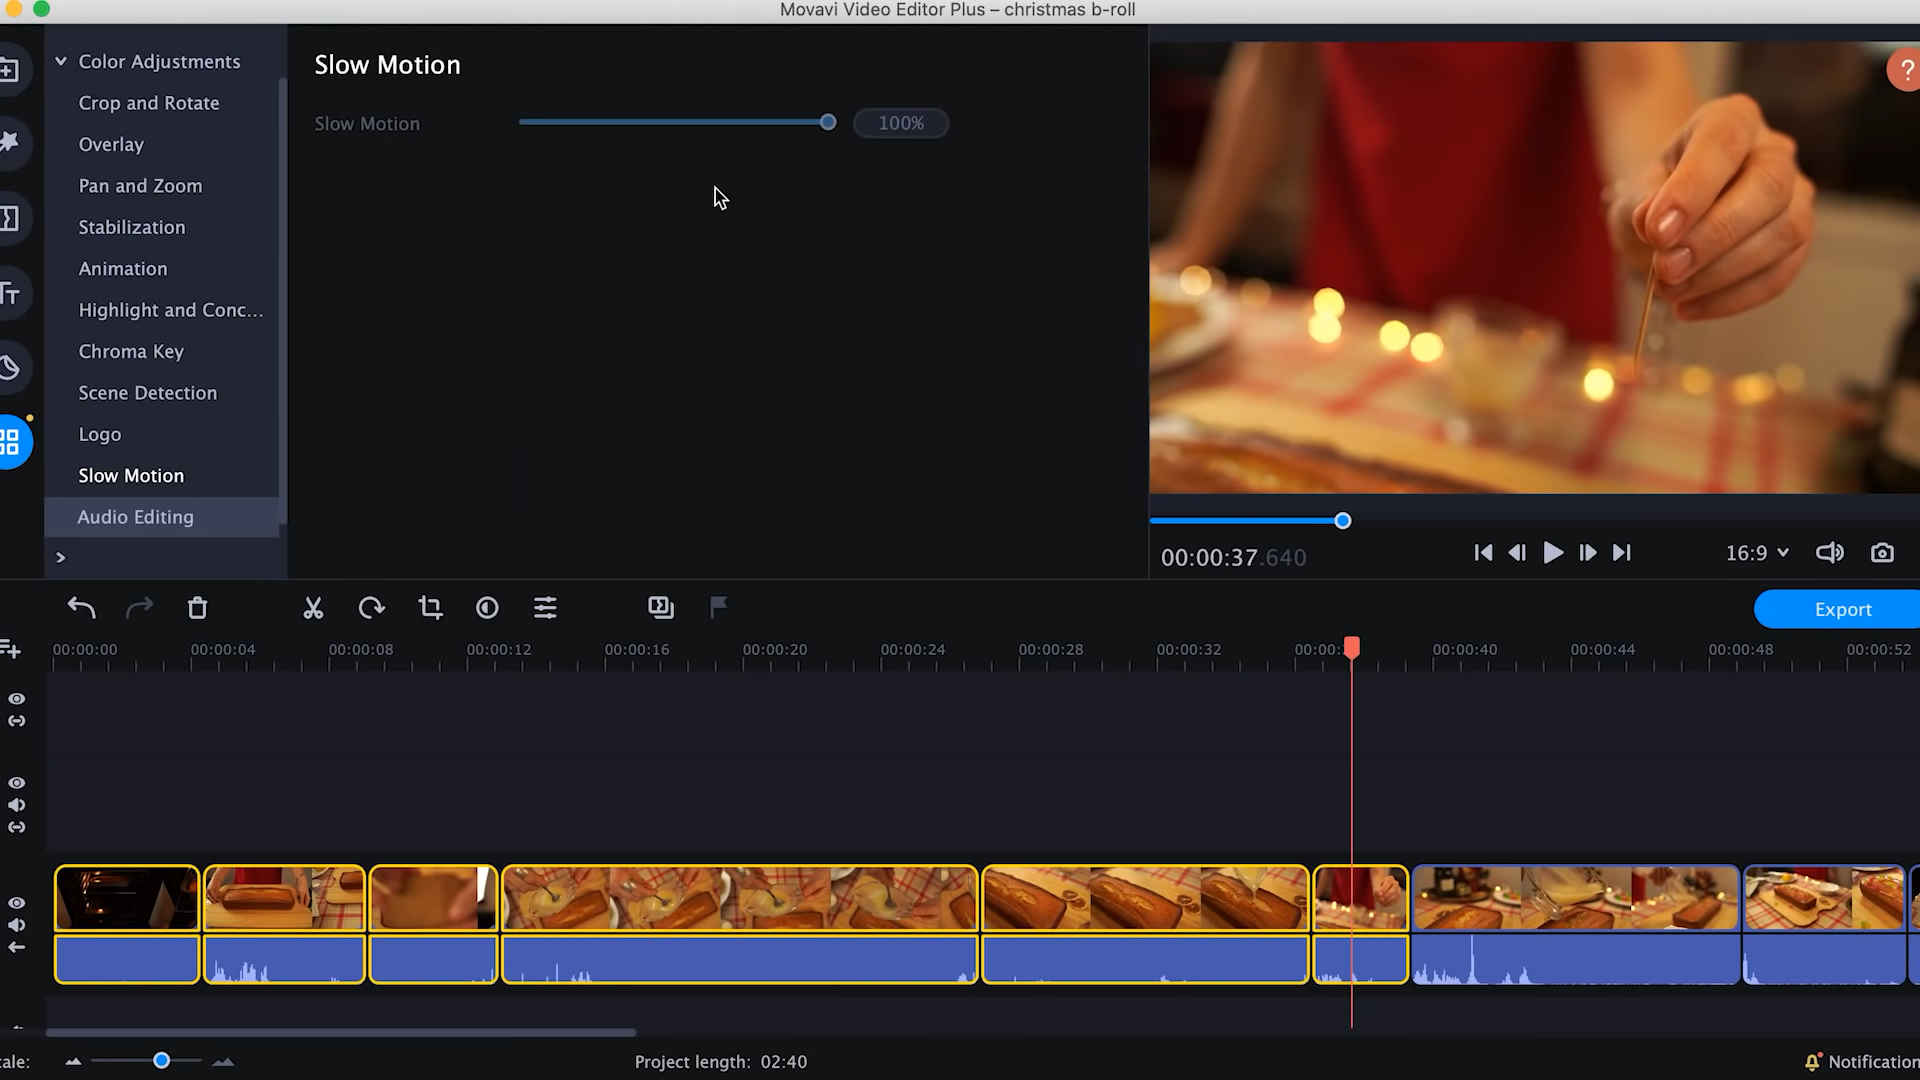 Movavi Video Editor Plus – christmas b-roll
Color Adjustments
Crop and Rotate
Overlay
Pan and Zoom
Stabilization
Animation
Highlight and Conc...
Chroma Key
Scene Detection
Logo
Slow Motion
Audio Editing
Slow Motion
Slow Motion
100%
?
00:00:37.640
16:9
Export
00:00:00
00:00:04
00:00:08
00:00:12
00:00:16
00:00:20
00:00:24
00:00:28
00:00:32
00:00:40
00:00:44
00:00:48
00:00:52
ale:
Project length: 02:40
Notification